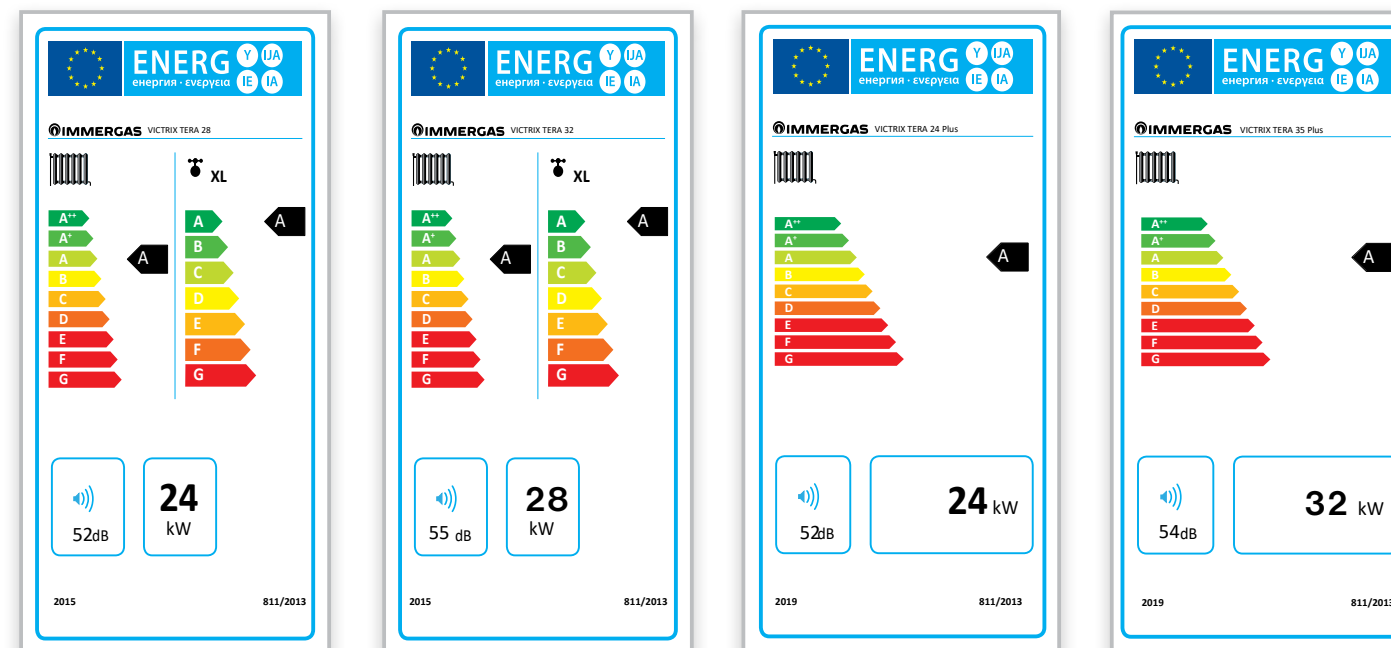 ENERG Y IJA
енергия · ενεργεια IE IA
IMMERGAS VICTRIX TERA 28
XL
A++
A+
A
B
C
D
E
F
G
A
A
B
C
D
E
F
G
A
52dB
24
kW
2015 811/2013
ENERG Y IJA
енергия · ενεργεια IE IA
IMMERGAS VICTRIX TERA 32
XL
A++
A+
A
B
C
D
E
F
G
A
A
B
C
D
E
F
G
A
55 dB
28
kW
2015 811/2013
ENERG Y IJA
енергия · ενεργεια IE IA
IMMERGAS VICTRIX TERA 24 Plus
A++
A+
A
B
C
D
E
F
G
A
52dB
24 kW
2019 811/2013
ENERG Y IJA
енергия · ενεργεια IE IA
IMMERGAS VICTRIX TERA 35 Plus
A++
A+
A
B
C
D
E
F
G
A
54dB
32 kW
2019 811/2013